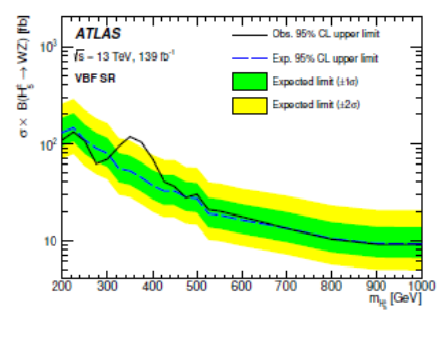 ATLAS
√s = 13 TeV, 139 fb⁻¹
VBF SR
Obs. 95% CL upper limit
Exp. 95% CL upper limit
Expected limit (±1σ)
Expected limit (±2σ)
σ × B(H₅⁺ → WZ) [fb]
10³
10²
10
200 300 400 500 600 700 800 900 1000
m_H₅⁺ [GeV]